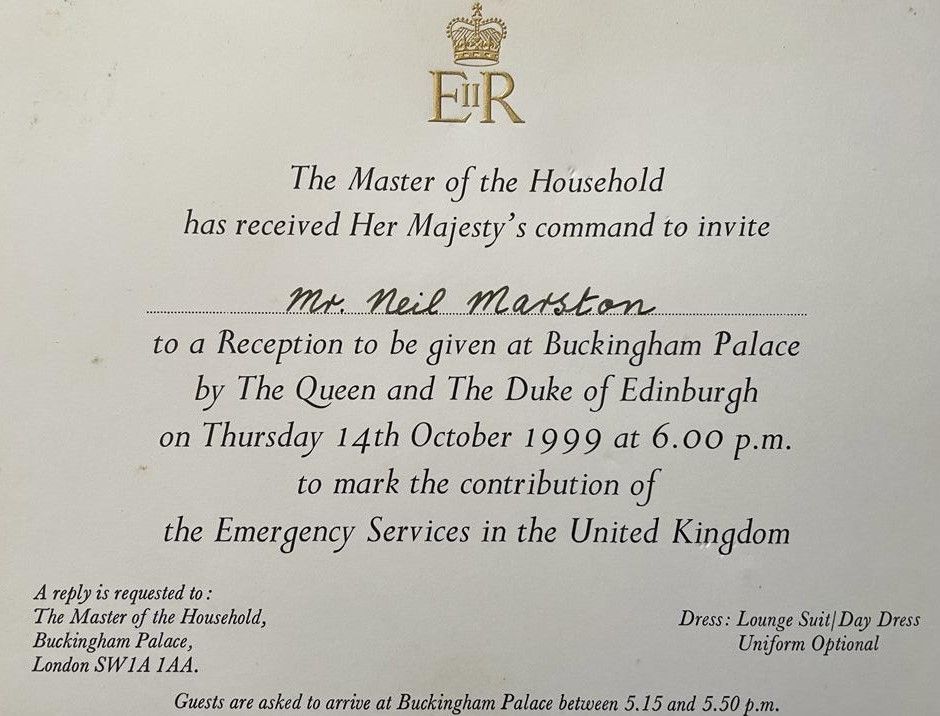 EIIR
The Master of the Household
has received Her Majesty's command to invite
Mr. Neil Marston
to a Reception to be given at Buckingham Palace
by The Queen and The Duke of Edinburgh
on Thursday 14th October 1999 at 6.00 p.m.
to mark the contribution of
the Emergency Services in the United Kingdom
A reply is requested to:
The Master of the Household,
Buckingham Palace,
London SW1A 1AA.
Dress: Lounge Suit/Day Dress
Uniform Optional
Guests are asked to arrive at Buckingham Palace between 5.15 and 5.50 p.m.